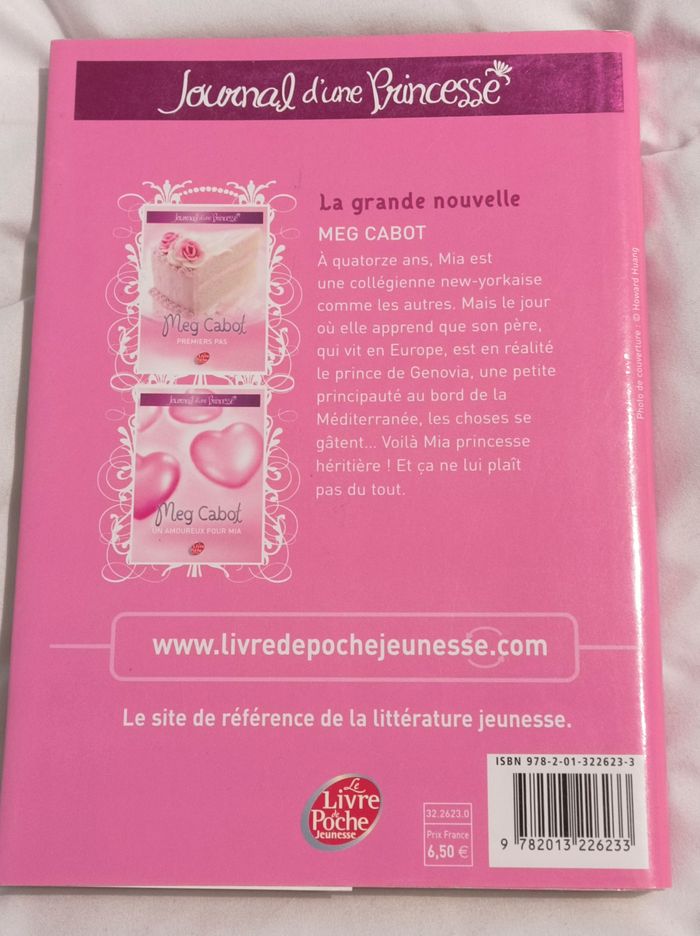 Journal d'une Princesse
La grande nouvelle
MEG CABOT
À quatorze ans, Mia est
une collégienne new-yorkaise
comme les autres. Mais le jour
où elle apprend que son père,
qui vit en Europe, est en réalité
le prince de Genovia, une petite
principauté au bord de la
Méditerranée, les choses se
gâtent... Voilà Mia princesse
héritière ! Et ça ne lui plaît
pas du tout.
Journal d'une Princesse
Meg Cabot
PREMIERS PAS
Journal d'une Princesse
Meg Cabot
UN AMOUREUX POUR MIA
Photo de couverture : © Howard Huang
www.livredepochejeunesse.com
Le site de référence de la littérature jeunesse.
Le
Livre
de
Poche
Jeunesse
32.2623.0
Prix France
6,50 €
ISBN 978-2-01-322623-3
9 782013 226233